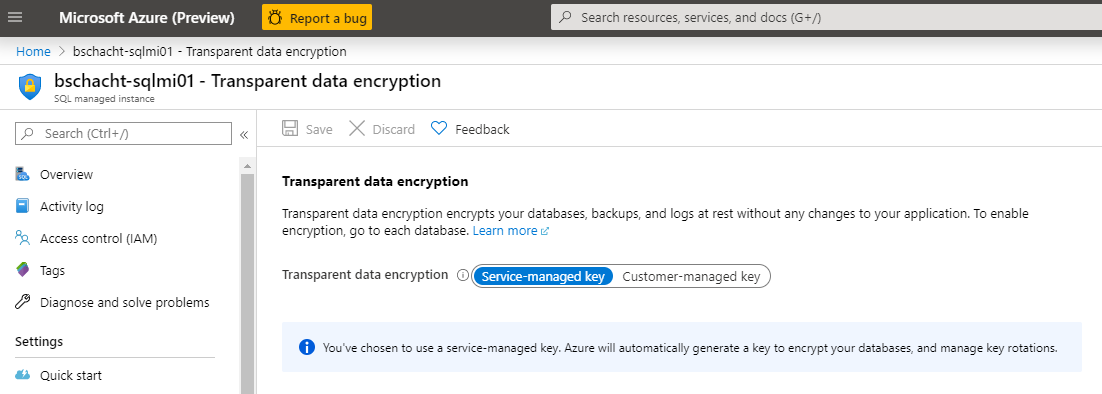 Microsoft Azure (Preview)
Report a bug
Search resources, services, and docs (G+/)
Home > bschacht-sqlmi01 - Transparent data encryption
bschacht-sqlmi01 - Transparent data encryption
SQL managed instance
Search (Ctrl+/)
«
Overview
Activity log
Access control (IAM)
Tags
Diagnose and solve problems
Settings
Quick start
Save
Discard
Feedback
Transparent data encryption
Transparent data encryption encrypts your databases, backups, and logs at rest without any changes to your application. To enable
encryption, go to each database. Learn more
Transparent data encryption
Service-managed key
Customer-managed key
You've chosen to use a service-managed key. Azure will automatically generate a key to encrypt your databases, and manage key rotations.